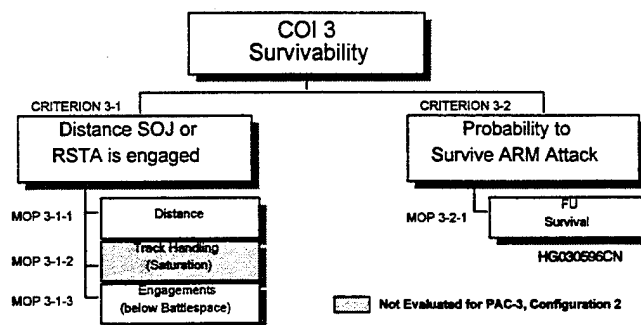 COI 3
Survivability
CRITERION 3-1
Distance SOJ or
RSTA is engaged
MOP 3-1-1
Distance
MOP 3-1-2
Track Handling
(Saturation)
MOP 3-1-3
Engagements
(below Battlespace)
CRITERION 3-2
Probability to
Survive ARM Attack
MOP 3-2-1
FU
Survival
HG030596CN
Not Evaluated for PAC-3, Configuration 2